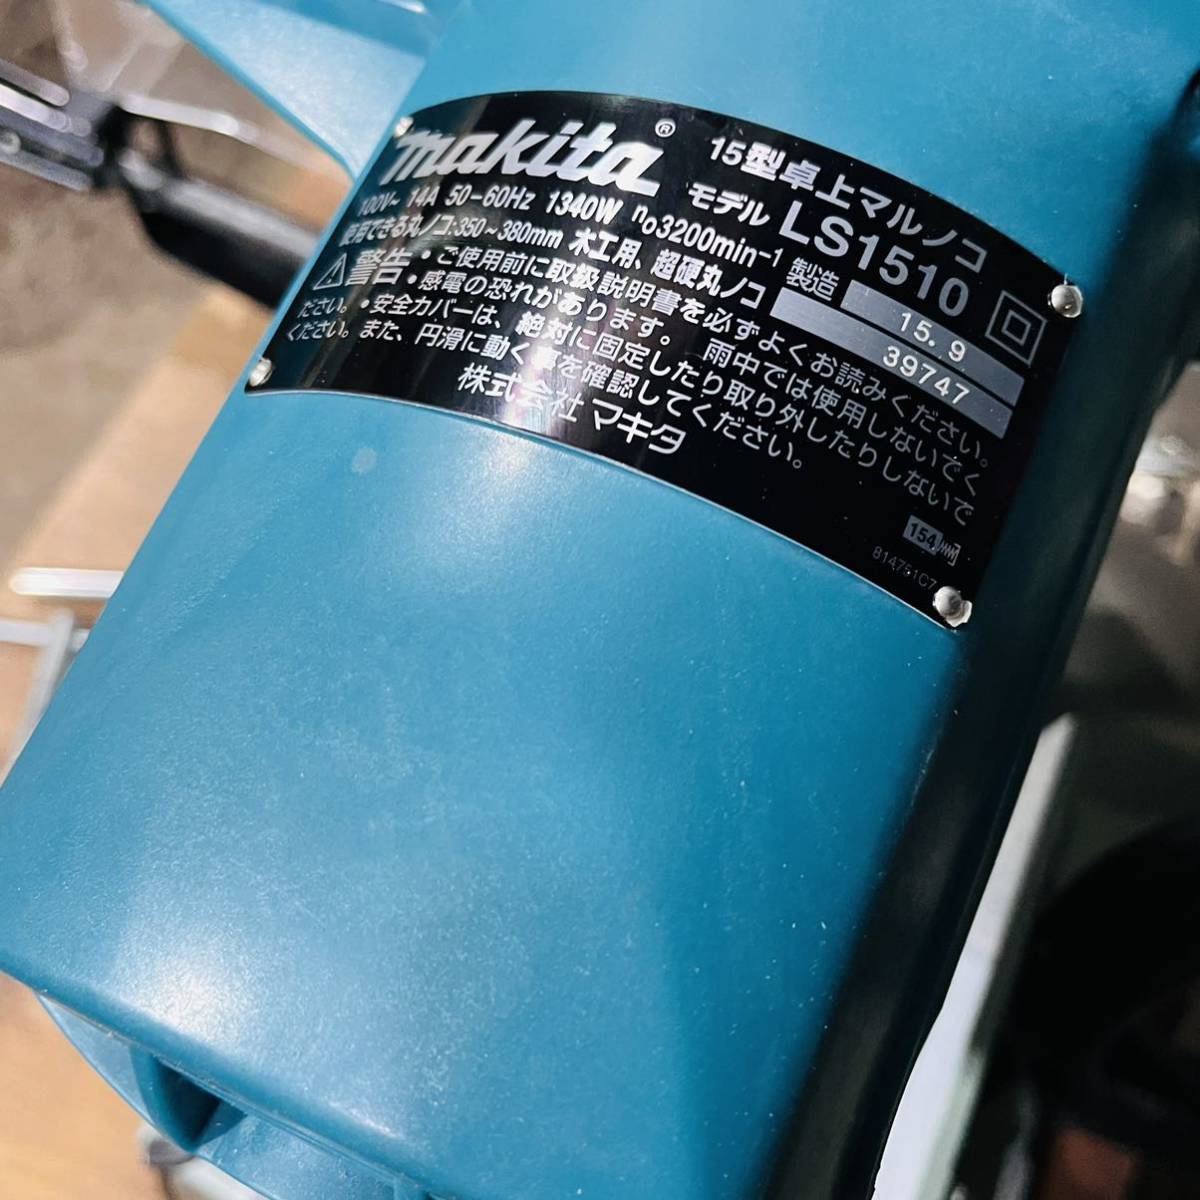 makita®
15型卓上マルノコ
モデル LS1510
100V~ 14A 50-60Hz 1340W n₀3200min⁻¹
使用できる丸ノコ:350~380mm 木工用、超硬丸ノコ
製造 15.9
39747
⚠警告・ご使用前に取扱説明書を必ずよくお読みください。
・感電の恐れがあります。 雨中では使用しないでく
ださい。・安全カバーは、絶対に固定したり取り外したりしないで
ください。また、円滑に動く事を確認してください。
株式会社 マキタ
154
814751C7